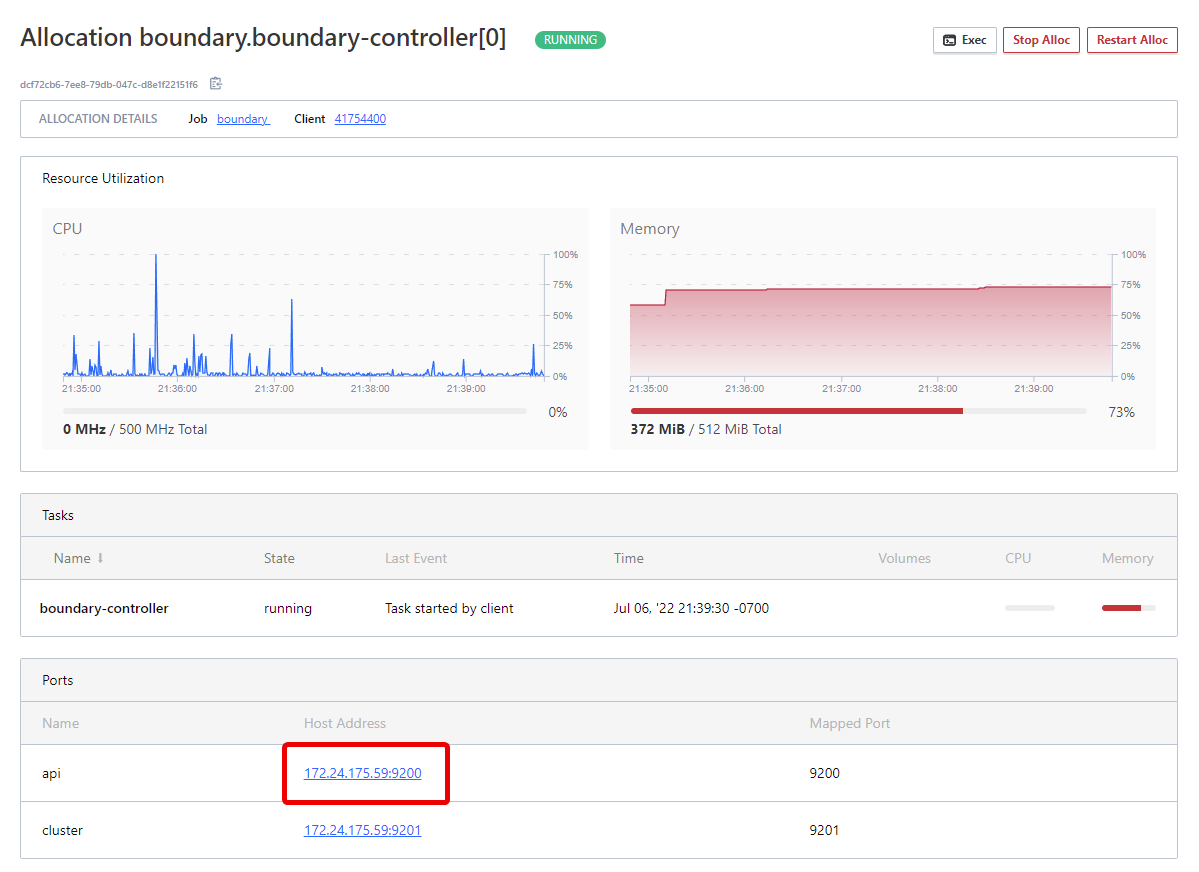 Allocation boundary.boundary-controller[0] RUNNING Exec Stop Alloc Restart Alloc
dcf72cb6-7ee8-79db-047c-d8e1f22151f6
ALLOCATION DETAILS Job boundary Client 41754400
Resource Utilization
CPU
100%
75%
50%
25%
0%
21:35:00 21:36:00 21:37:00 21:38:00 21:39:00
0%
0 MHz / 500 MHz Total
Memory
100%
75%
50%
25%
0%
21:35:00 21:36:00 21:37:00 21:38:00 21:39:00
73%
372 MiB / 512 MiB Total
Tasks
Name State Last Event Time Volumes CPU Memory
boundary-controller running Task started by client Jul 06, '22 21:39:30 -0700
Ports
Name Host Address Mapped Port
api 172.24.175.59:9200 9200
cluster 172.24.175.59:9201 9201